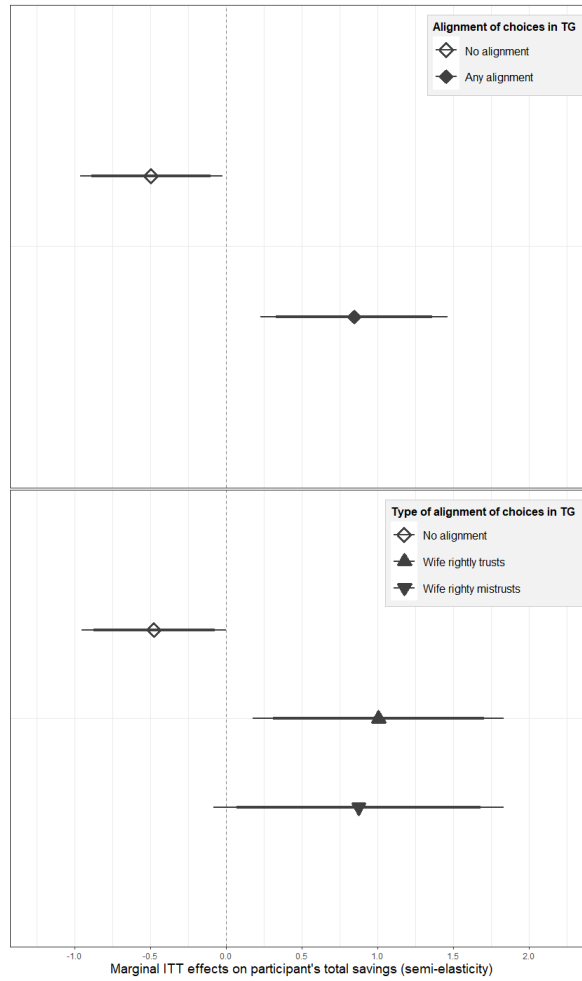 Alignment of choices in TG
No alignment
Any alignment
Type of alignment of choices in TG
No alignment
Wife rightly trusts
Wife righty mistrusts
-1.0 -0.5 0.0 0.5 1.0 1.5 2.0
Marginal ITT effects on participant's total savings (semi-elasticity)